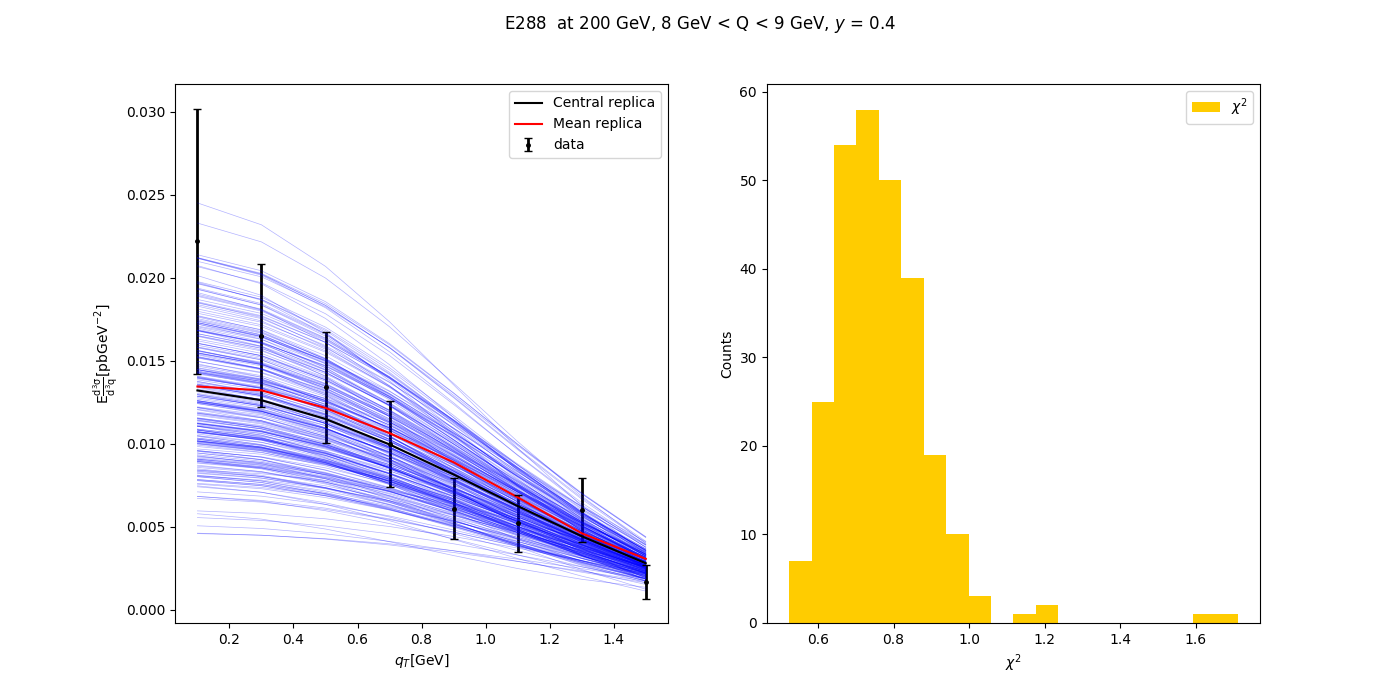 E288  at 200 GeV, 8 GeV < Q < 9 GeV, y = 0.4
Central replica
Mean replica
data
0.030
0.025
0.020
0.015
0.010
0.005
0.000
E d³σ/d³q [pbGeV⁻²]
0.2 0.4 0.6 0.8 1.0 1.2 1.4
q_T[GeV]
χ²
60
50
40
30
20
10
0
Counts
0.6 0.8 1.0 1.2 1.4 1.6
χ²